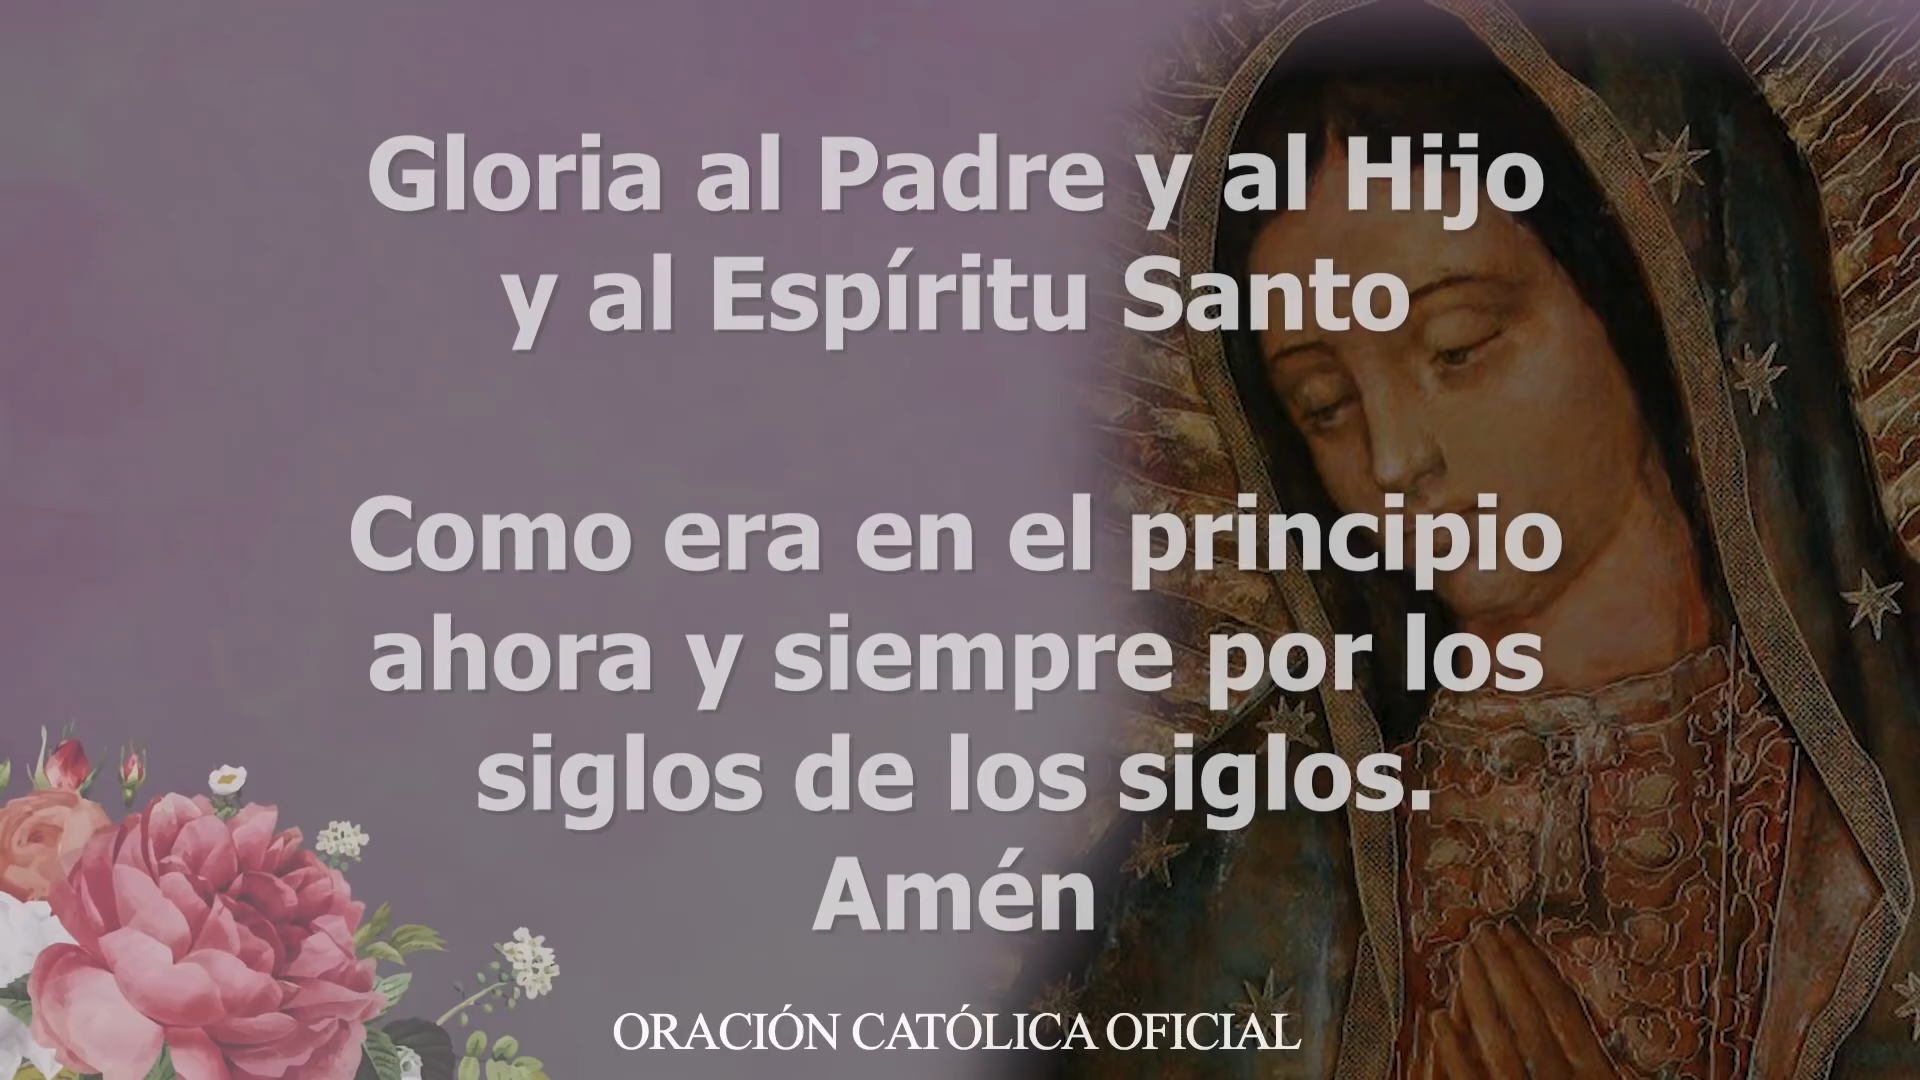 Gloria al Padre y al Hijo
y al Espíritu Santo
Como era en el principio
ahora y siempre por los
siglos de los siglos.
Amén
ORACIÓN CATÓLICA OFICIAL